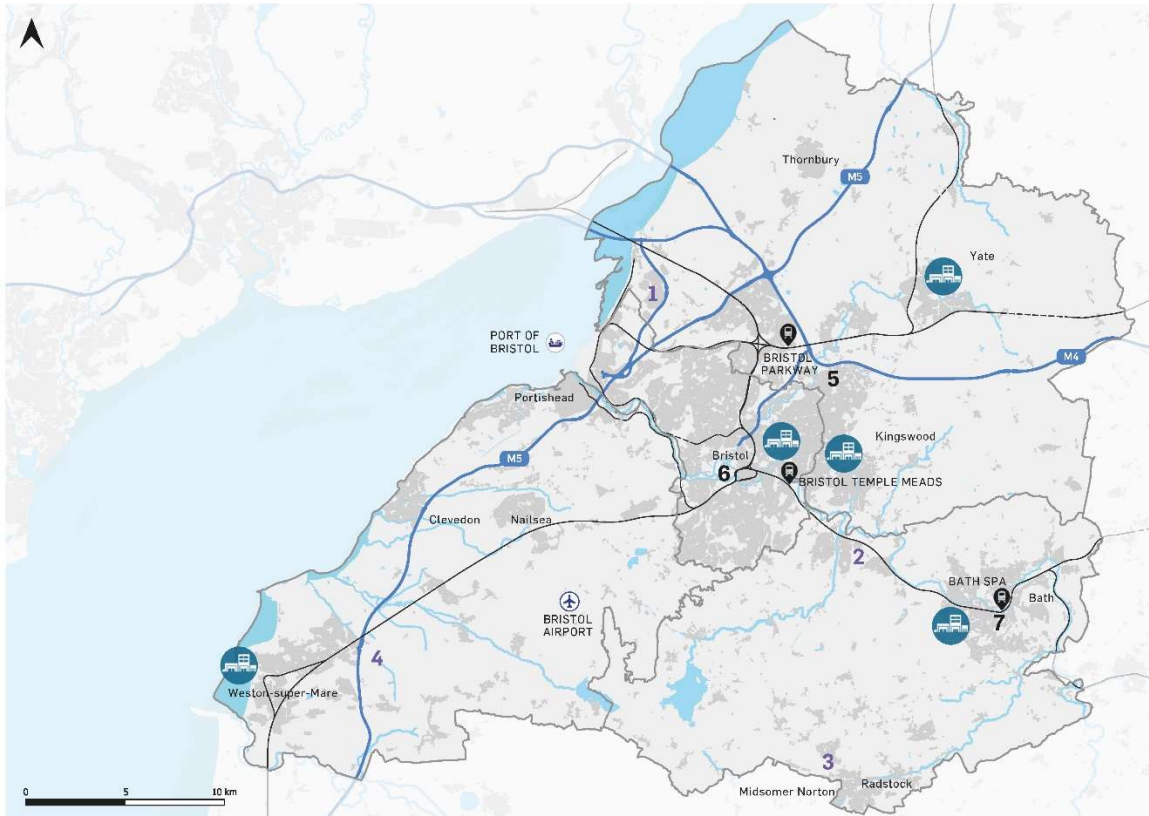 Thornbury
M5
Yate
1
PORT OF
BRISTOL
BRISTOL
PARKWAY
M4
5
Portishead
Kingswood
Bristol
M5
6
BRISTOL TEMPLE MEADS
Clevedon
Nailsea
2
BATH SPA
Bath
7
BRISTOL
AIRPORT
4
Weston-super-Mare
3
Radstock
Midsomer Norton
0
5
10 km